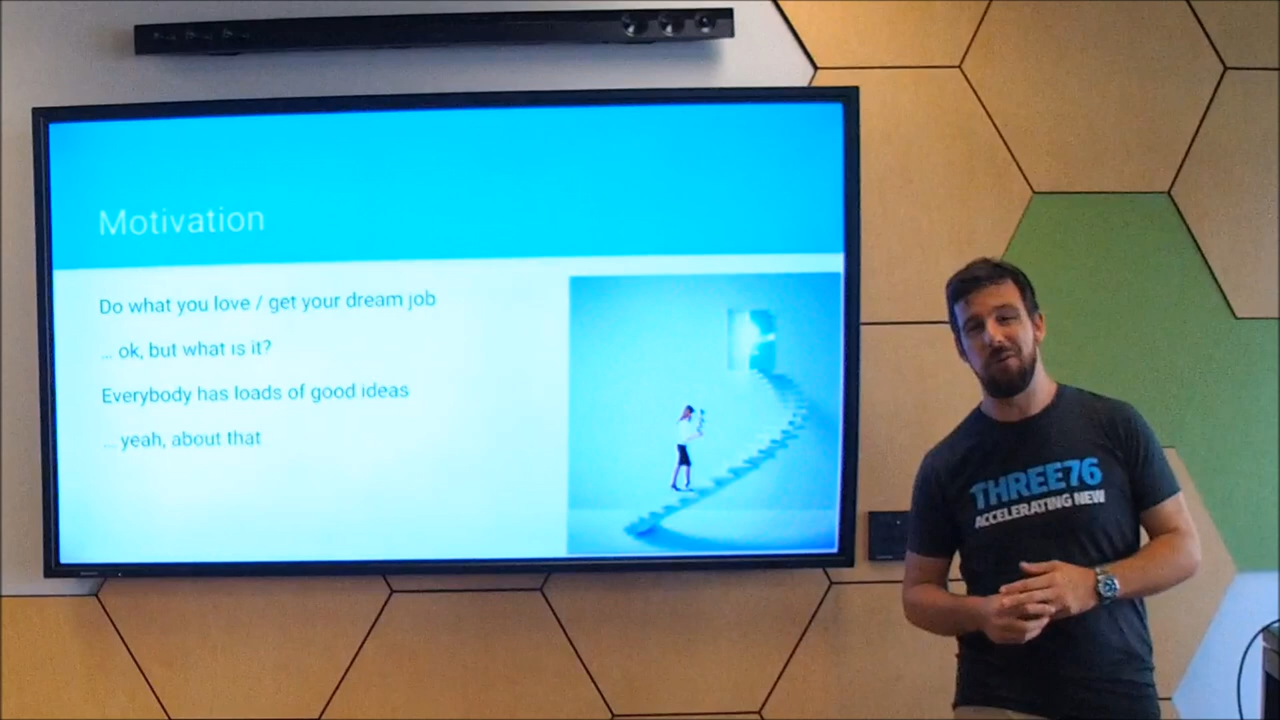 Motivation
Do what you love / get your dream job
... ok, but what is it?
Everybody has loads of good ideas
... yeah, about that
THREE76
ACCELERATING NEW